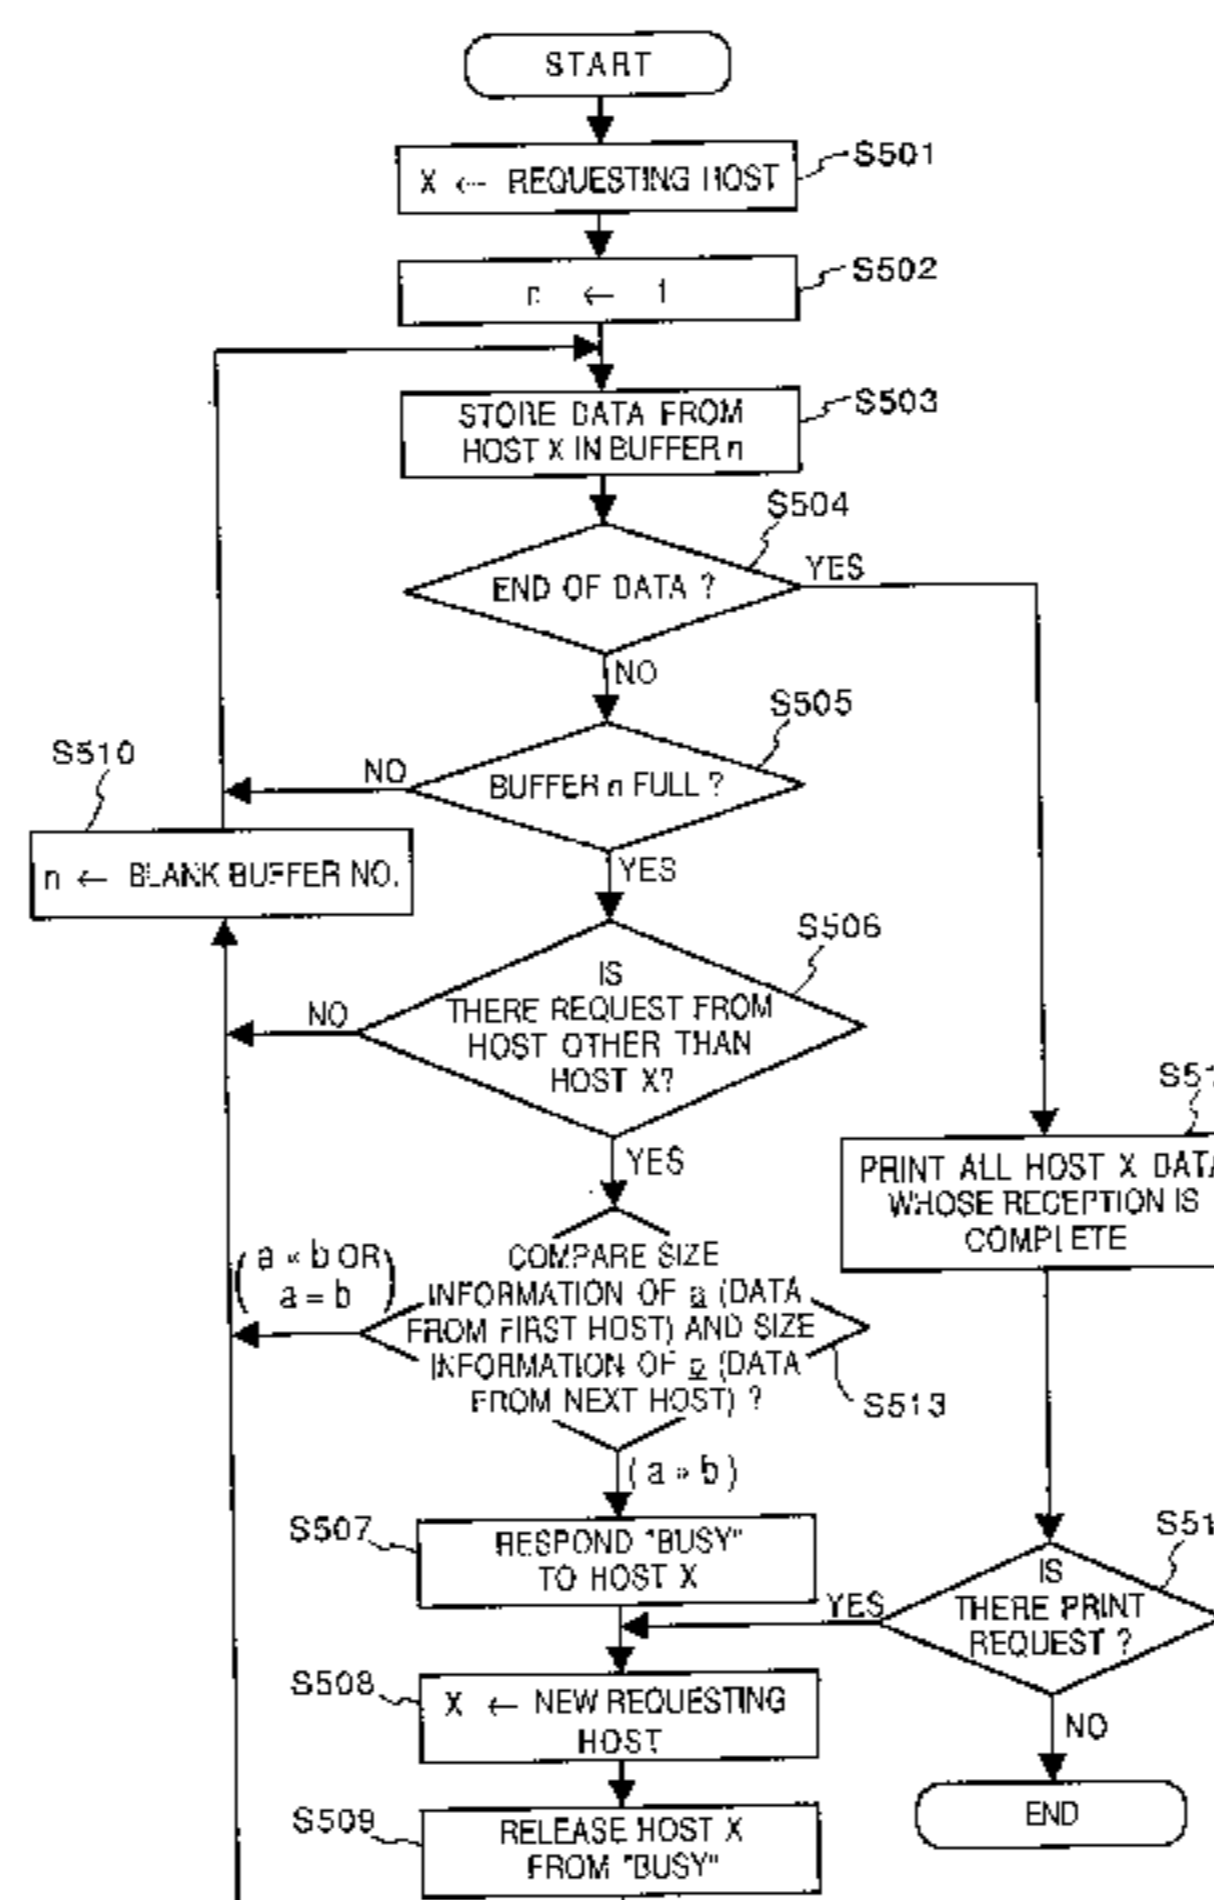 START
X ← REQUESTING HOST
S501
n ← 1
S502
STORE DATA FROM
HOST X IN BUFFER n
S503
S504
END OF DATA ?
YES
NO
S505
BUFFER n FULL ?
NO
YES
S510
n ← BLANK BUFFER NO.
S506
IS
THERE REQUEST FROM
HOST OTHER THAN
HOST X?
NO
YES
PRINT ALL HOST X DATA
WHOSE RECEPTION IS
COMPLETE
COMPARE SIZE
INFORMATION OF a (DATA
FROM FIRST HOST) AND SIZE
INFORMATION OF b (DATA
FROM NEXT HOST) ?
S513
(a < b OR
a = b)
(a > b)
S507
RESPOND "BUSY"
TO HOST X
IS
THERE PRINT
REQUEST ?
YES
NO
S508
X ← NEW REQUESTING
HOST
END
S509
RELEASE HOST X
FROM "BUSY"